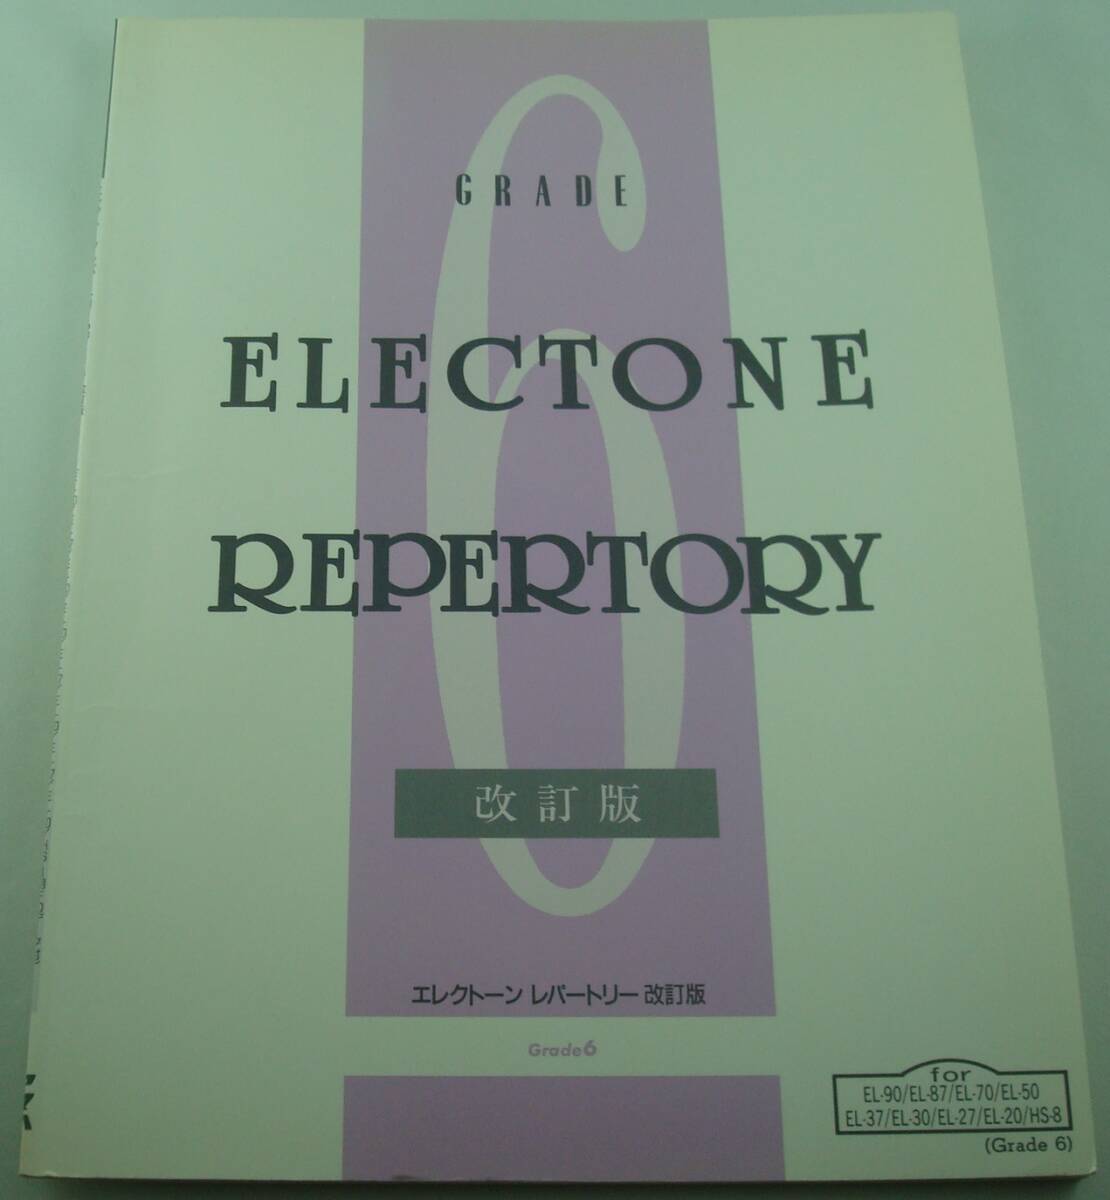 GRADE
6
ELECTONE
REPERTORY
改訂版
エレクトーン レパートリー 改訂版
Grade6
for
EL-90/EL-87/EL-70/EL-50
EL-37/EL-30/EL-27/EL-20/HS-8
(Grade 6)